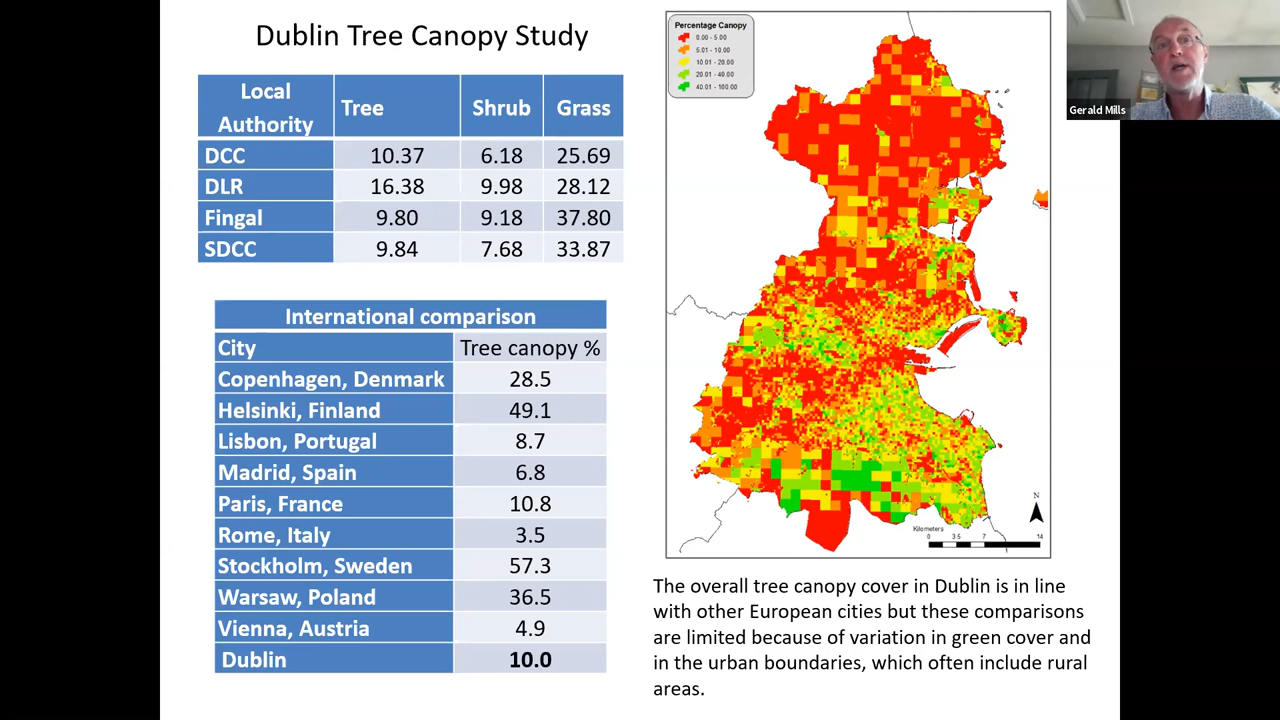 Dublin Tree Canopy Study
Local Authority Tree Shrub Grass
DCC 10.37 6.18 25.69
DLR 16.38 9.98 28.12
Fingal 9.80 9.18 37.80
SDCC 9.84 7.68 33.87
International comparison
City Tree canopy %
Copenhagen, Denmark 28.5
Helsinki, Finland 49.1
Lisbon, Portugal 8.7
Madrid, Spain 6.8
Paris, France 10.8
Rome, Italy 3.5
Stockholm, Sweden 57.3
Warsaw, Poland 36.5
Vienna, Austria 4.9
Dublin 10.0
Percentage Canopy
0.00 - 5.00
5.01 - 10.00
10.01 - 20.00
20.01 - 40.00
40.01 - 100.00
N
Kilometers
0 3.5 7 14
The overall tree canopy cover in Dublin is in line
with other European cities but these comparisons
are limited because of variation in green cover and
in the urban boundaries, which often include rural
areas.
Gerald Mills